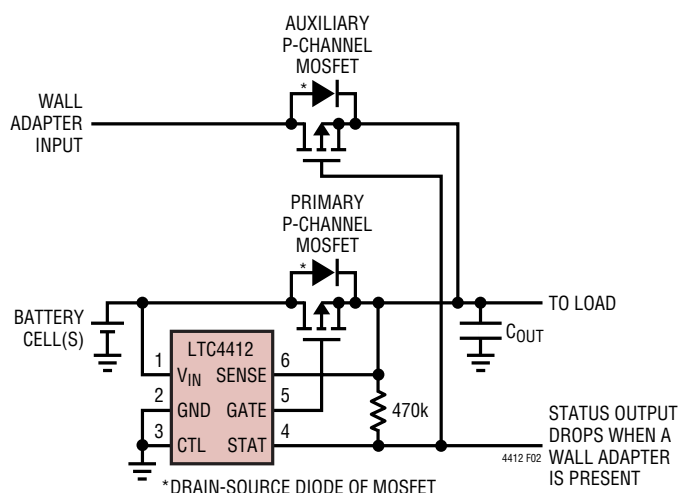 AUXILIARY
P-CHANNEL
MOSFET
*
WALL
ADAPTER
INPUT
PRIMARY
P-CHANNEL
MOSFET
*
BATTERY
CELL(S)
TO LOAD
COUT
LTC4412
1 VIN SENSE 6
2 GND GATE 5
3 CTL STAT 4
470k
STATUS OUTPUT
DROPS WHEN A
WALL ADAPTER
IS PRESENT
4412 F02
*DRAIN-SOURCE DIODE OF MOSFET